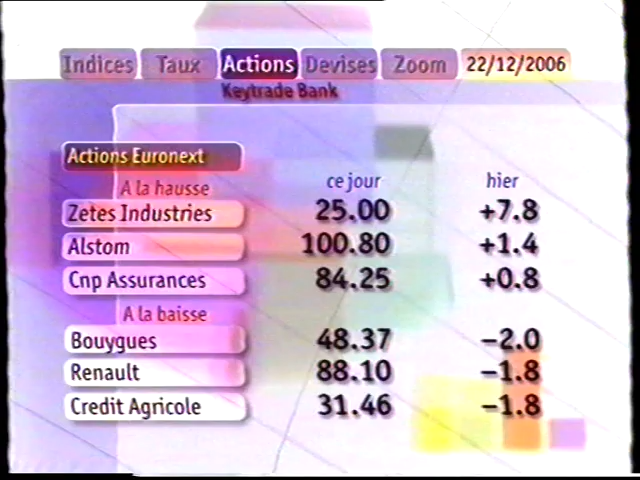 Indices Taux Actions Devises Zoom 22/12/2006
Keytrade Bank
Actions Euronext
A la hausse ce jour hier
Zetes Industries 25.00 +7.8
Alstom 100.80 +1.4
Cnp Assurances 84.25 +0.8
A la baisse
Bouygues 48.37 -2.0
Renault 88.10 -1.8
Credit Agricole 31.46 -1.8